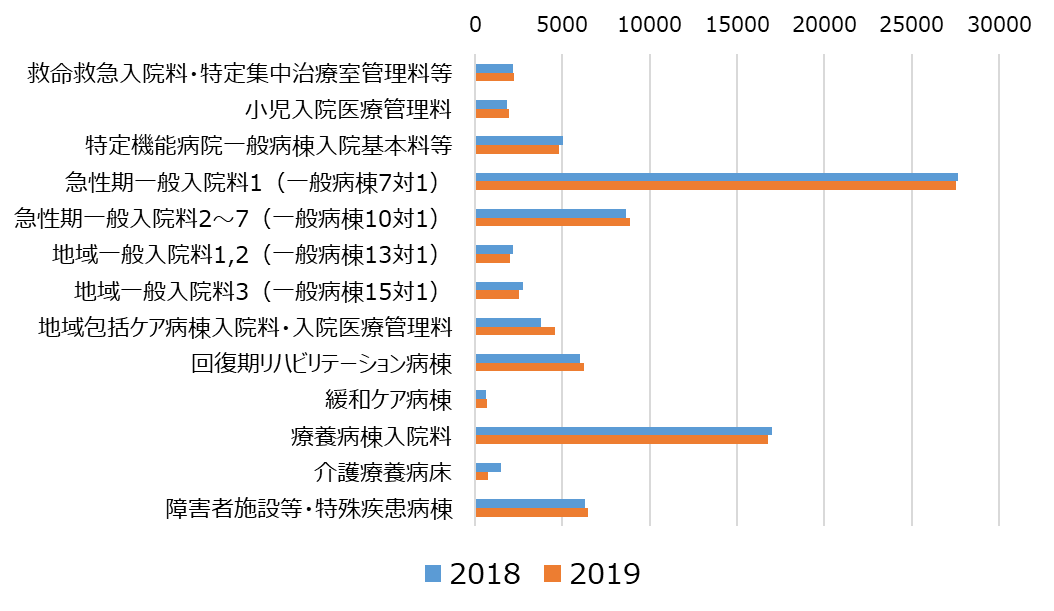 0 5000 10000 15000 20000 25000 30000
救命救急入院料・特定集中治療室管理料等
小児入院医療管理料
特定機能病院一般病棟入院基本料等
急性期一般入院料1（一般病棟7対1）
急性期一般入院料2～7（一般病棟10対1）
地域一般入院料1,2（一般病棟13対1）
地域一般入院料3（一般病棟15対1）
地域包括ケア病棟入院料・入院医療管理料
回復期リハビリテーション病棟
緩和ケア病棟
療養病棟入院料
介護療養病床
障害者施設等・特殊疾患病棟
2018 2019